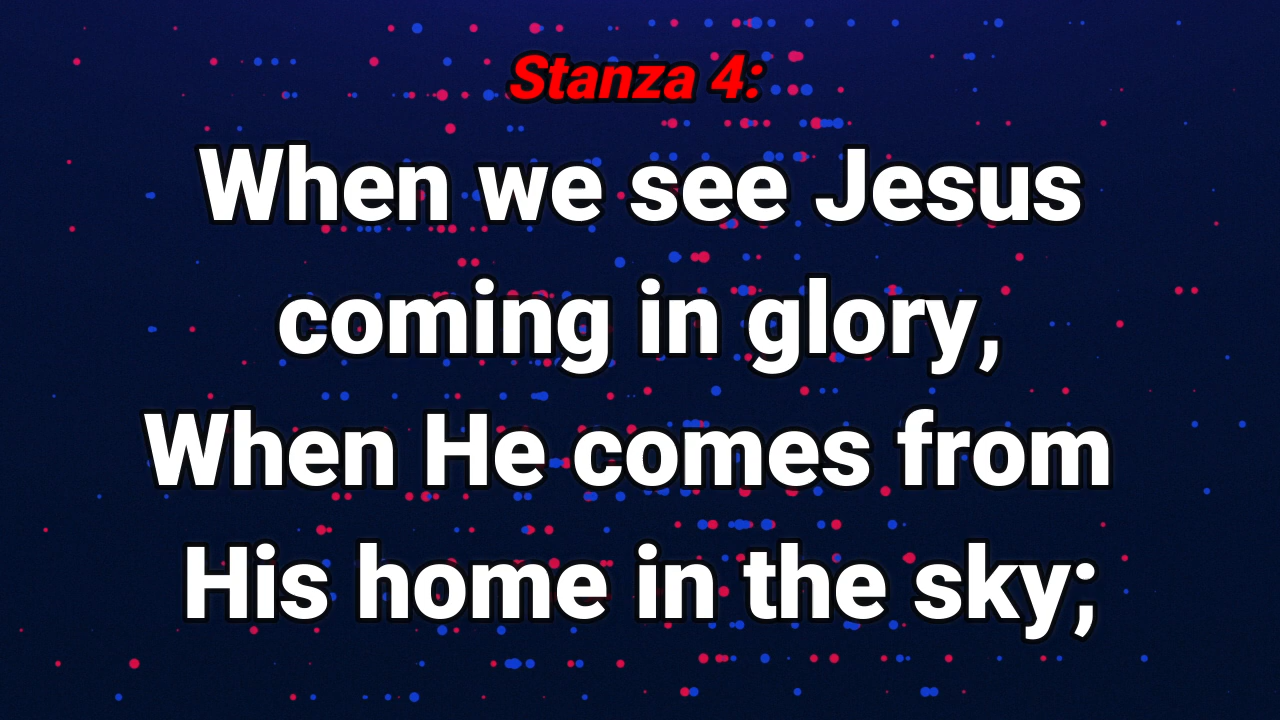 Stanza 4:
When we see Jesus
coming in glory,
When He comes from
His home in the sky;